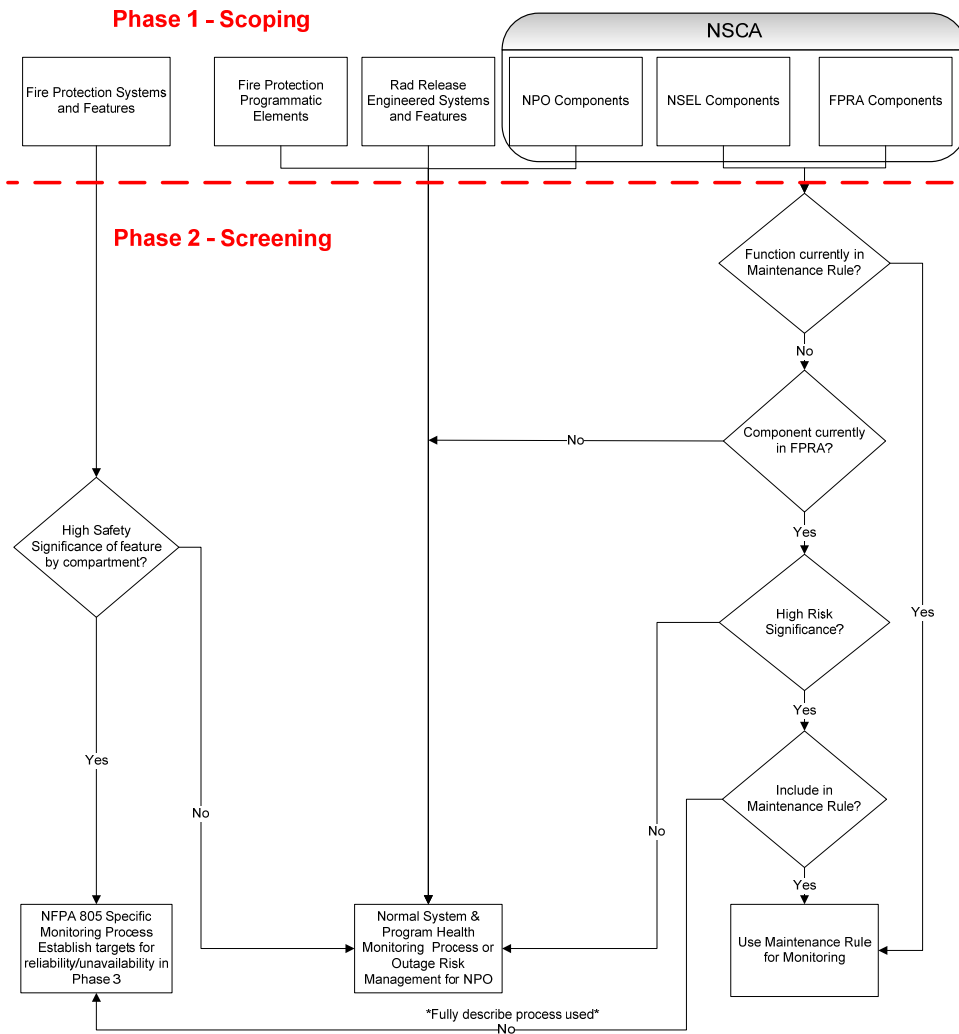 Phase 1 - Scoping
NSCA
Fire Protection Systems
and Features
Fire Protection
Programmatic
Elements
Rad Release
Engineered Systems
and Features
NPO Components
NSEL Components
FPRA Components
Phase 2 - Screening
Function currently in
Maintenance Rule?
No
Component currently
in FPRA?
No
Yes
High Safety
Significance of feature
by compartment?
High Risk
Significance?
Yes
Yes
Include in
Maintenance Rule?
Yes
No
No
Yes
NFPA 805 Specific
Monitoring Process
Establish targets for
reliability/unavailability in
Phase 3
Normal System &
Program Health
Monitoring Process or
Outage Risk
Management for NPO
Use Maintenance Rule
for Monitoring
*Fully describe process used*
No